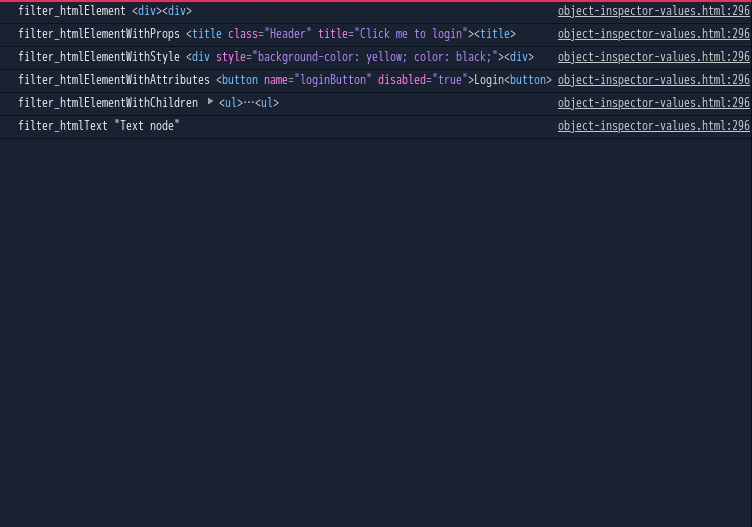 filter_htmlElement <div><div> object-inspector-values.html:296
filter_htmlElementWithProps <title class="Header" title="Click me to login"><title> object-inspector-values.html:296
filter_htmlElementWithStyle <div style="background-color: yellow; color: black;"><div> object-inspector-values.html:296
filter_htmlElementWithAttributes <button name="loginButton" disabled="true">Login<button> object-inspector-values.html:296
filter_htmlElementWithChildren ▶ <ul>⋯<ul> object-inspector-values.html:296
filter_htmlText "Text node" object-inspector-values.html:296